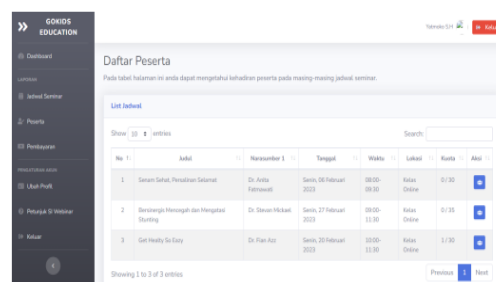 GOKIDS
EDUCATION
Keluar
Dashboard
LAPORAN
Jadwal Seminar
Peserta
Pembayaran
PENGATURAN AKUN
Ubah Profil
Petunjuk Si Webinar
Keluar
Daftar Peserta
Pada tabel halaman ini anda dapat mengetahui kehadiran peserta pada masing-masing jadwal seminar.
List Jadwal
Show 10 entries
Search:
No Judul Narasumber 1 Tanggal Waktu Lokasi Kuota Aksi
1 Senam Sehat, Persalinan Selamat Dr. Anita Fatmawati Senin, 06 Februari 2023 08:00-09:30 Kelas Online 0/30
2 Bersinergis Mencegah dan Mengatasi Stunting Dr. Stevan Mickael Senin, 27 Februari 2023 09:00-11:30 Kelas Online 0/35
3 Get Healty So Eazy Dr. Fian Azz Senin, 20 Februari 2023 10:00-11:30 Kelas Online 1/30
Showing 1 to 3 of 3 entries
Previous 1 Next